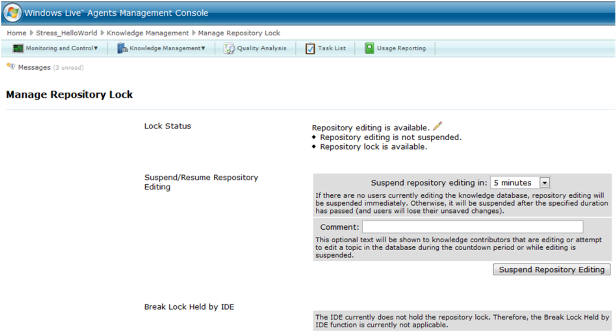 Windows Live™ Agents Management Console
Home ▶ Stress_HelloWorld ▶ Knowledge Management ▶ Manage Repository Lock
Monitoring and Control▼ Knowledge Management▼ Quality Analysis Task List Usage Reporting
Messages (3 unread)
Manage Repository Lock
Lock Status
Repository editing is available.
◆ Repository editing is not suspended.
◆ Repository lock is available.
Suspend/Resume Respository
Editing
Suspend repository editing in: 5 minutes
If there are no users currently editing the knowledge database, repository editing will
be suspended immediately. Otherwise, it will be suspended after the specified duration
has passed (and users will lose their unsaved changes).
Comment:
This optional text will be shown to knowledge contributors that are editing or attempt
to edit a topic in the database during the countdown period or while editing is
suspended.
Suspend Repository Editing
Break Lock Held by IDE
The IDE currently does not hold the repository lock. Therefore, the Break Lock Held by
IDE function is currently not applicable.